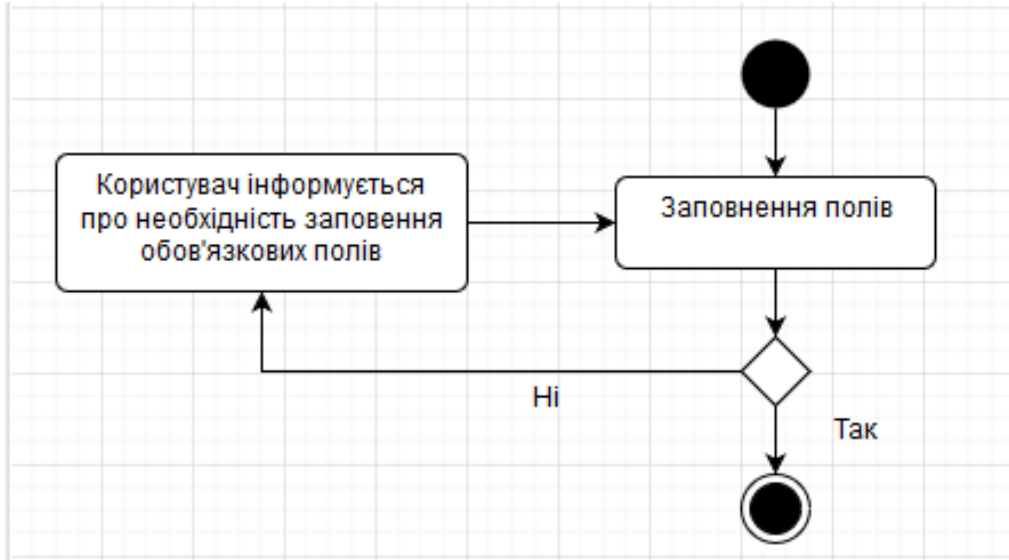 Користувач інформується
про необхідність заповення
обов'язкових полів
Заповнення полів
Ні
Так